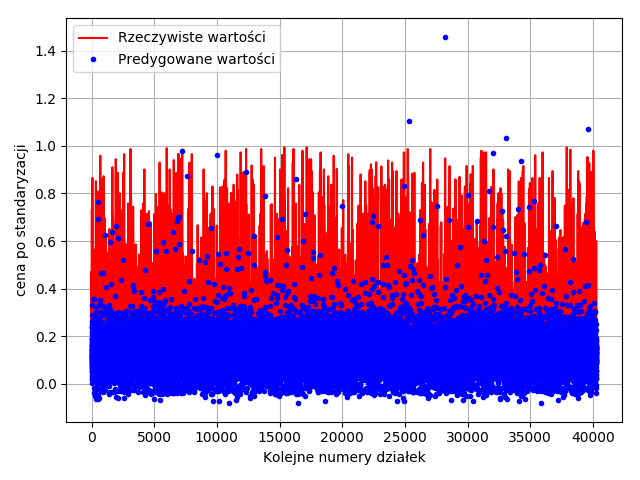 Rzeczywiste wartości
Predygowane wartości
cena po standaryzacji
1.4
1.2
1.0
0.8
0.6
0.4
0.2
0.0
0 5000 10000 15000 20000 25000 30000 35000 40000
Kolejne numery działek